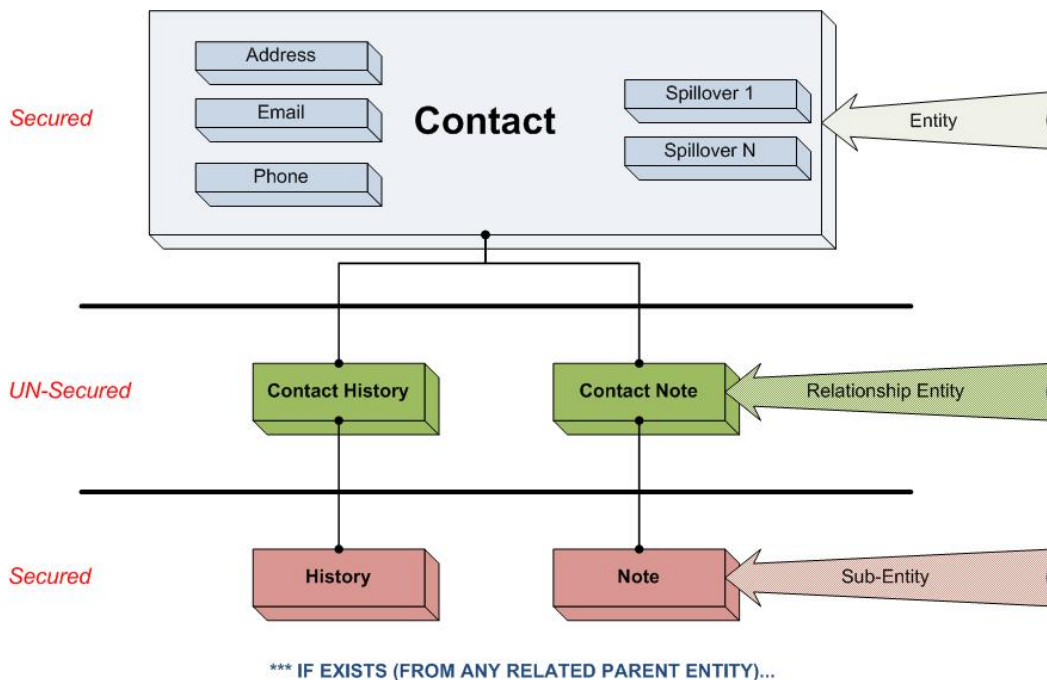 Address
Email
Phone
Contact
Spillover 1
Spillover N
Secured
Entity
UN-Secured
Contact History
Contact Note
Relationship Entity
Secured
History
Note
Sub-Entity
*** IF EXISTS (FROM ANY RELATED PARENT ENTITY)...